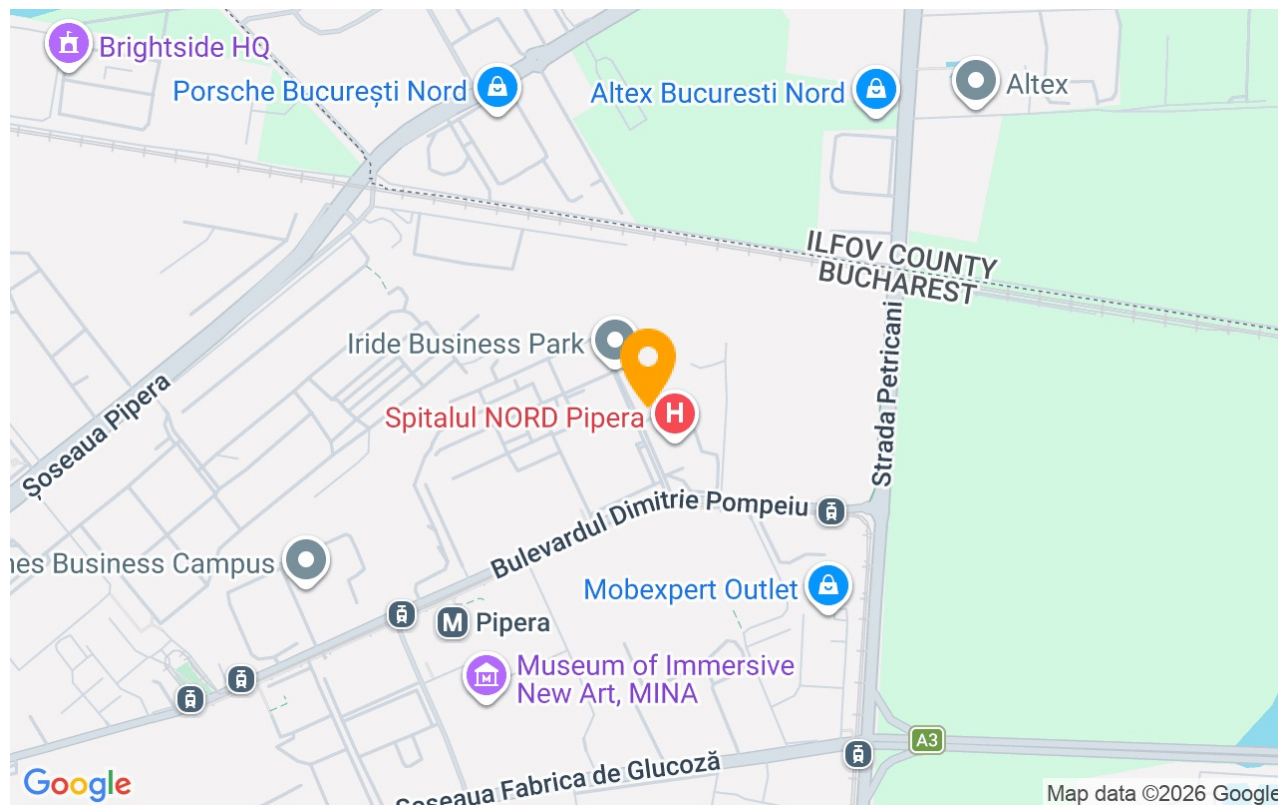 Brightside HQ
Porsche București Nord
Altex Bucuresti Nord
Altex
ILFOV COUNTY
BUCHAREST
Iride Business Park
Șoseaua Pipera
Spitalul NORD Pipera
H
Strada Petricani
Bulevardul Dimitrie Pompeiu
nes Business Campus
Mobexpert Outlet
M Pipera
Museum of Immersive
New Art, MINA
A3
Șoseaua Fabrica de Glucoză
Google
Map data ©2026 Google